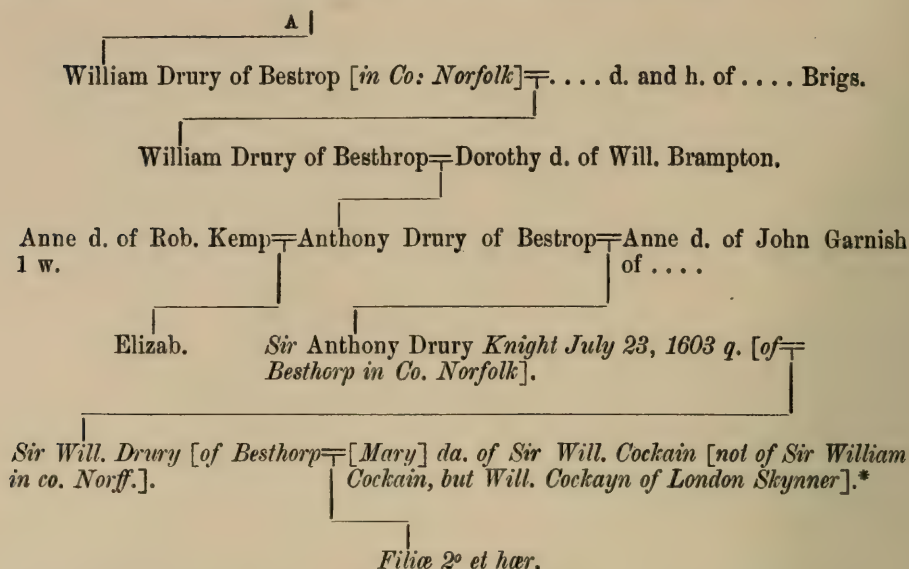 A
William Drury of Bestrop [in Co: Norfolk]=. . . . d. and h. of . . . . Brigs.
William Drury of Besthrop=Dorothy d. of Will. Brampton.
Anne d. of Rob. Kemp=Anthony Drury of Bestrop=Anne d. of John Garnish
1 w. of . . . .
Elizab. Sir Anthony Drury Knight July 23, 1603 q. [of=
Besthorp in Co. Norfolk].
Sir Will. Drury [of Besthorp=[Mary] da. of Sir Will. Cockain [not of Sir William
in co. Norff.]. Cockain, but Will. Cockayn of London Skynner].*
Filiæ 2º et hær.